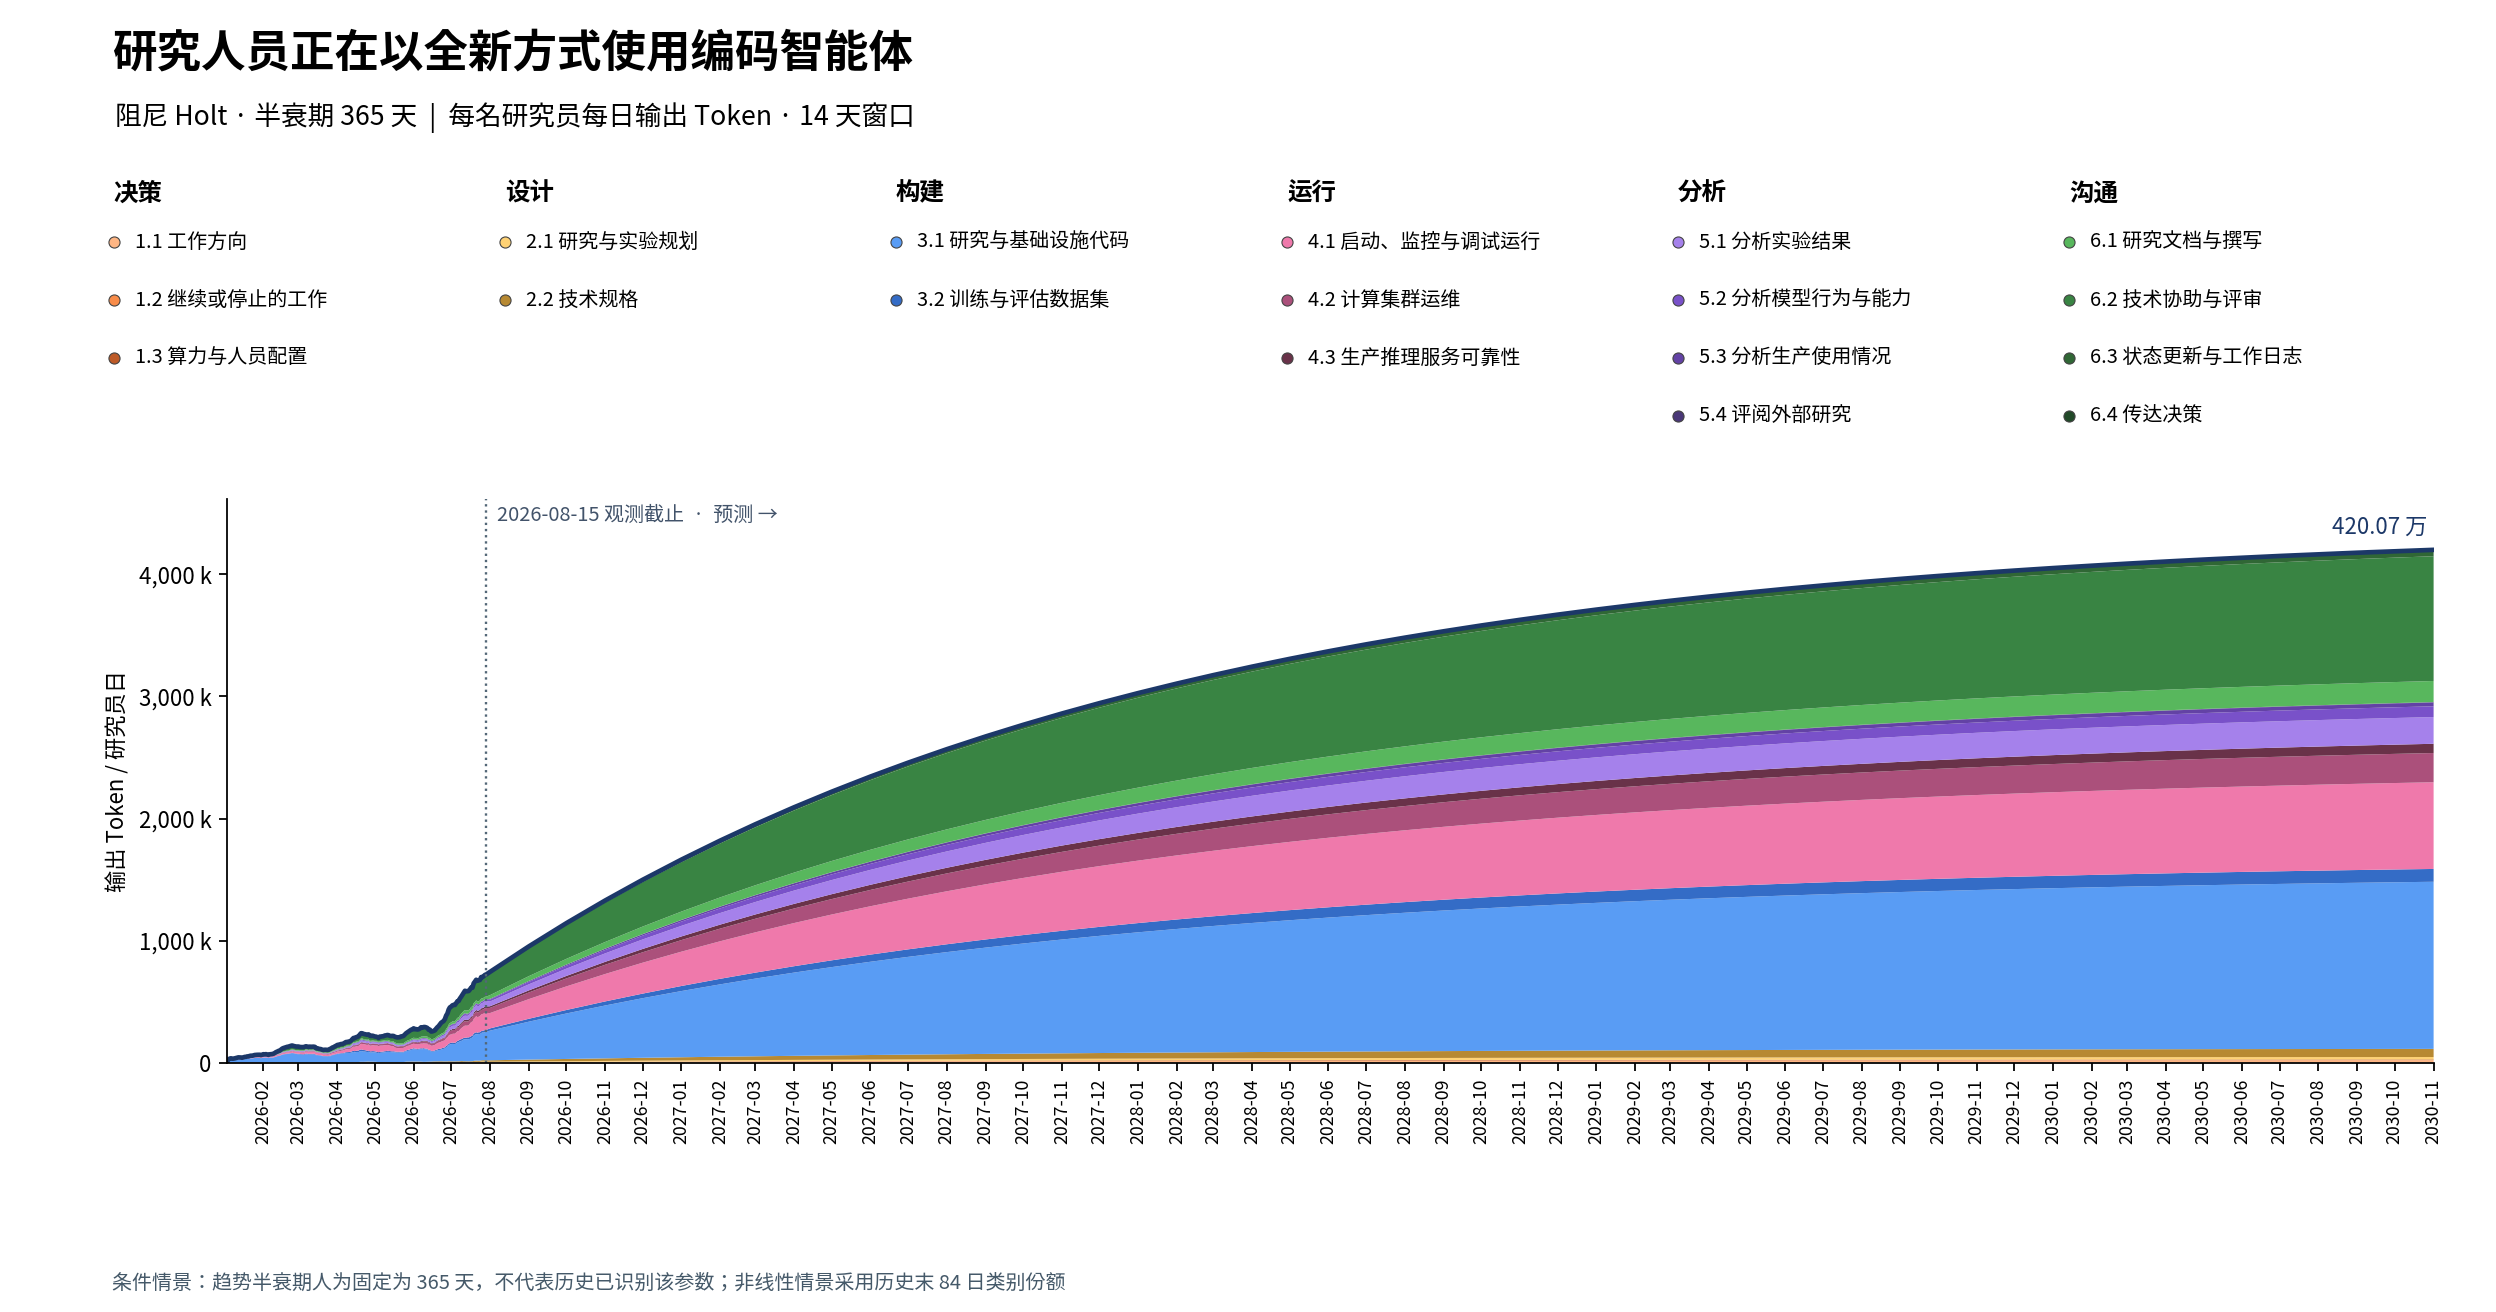 研究人员正在以全新方式使用编码智能体
阻尼 Holt · 半衰期 365 天 | 每名研究员每日输出 Token · 14 天窗口
决策
1.1 工作方向
1.2 继续或停止的工作
1.3 算力与人员配置
设计
2.1 研究与实验规划
2.2 技术规格
构建
3.1 研究与基础设施代码
3.2 训练与评估数据集
运行
4.1 启动、监控与调试运行
4.2 计算集群运维
4.3 生产推理服务可靠性
分析
5.1 分析实验结果
5.2 分析模型行为与能力
5.3 分析生产使用情况
5.4 评阅外部研究
沟通
6.1 研究文档与撰写
6.2 技术协助与评审
6.3 状态更新与工作日志
6.4 传达决策
2026-08-15 观测截止 · 预测 →
420.07 万
输出 Token / 研究员日
4,000 k
3,000 k
2,000 k
1,000 k
0
2026-02
2026-03
2026-04
2026-05
2026-06
2026-07
2026-08
2026-09
2026-10
2026-11
2026-12
2027-01
2027-02
2027-03
2027-04
2027-05
2027-06
2027-07
2027-08
2027-09
2027-10
2027-11
2027-12
2028-01
2028-02
2028-03
2028-04
2028-05
2028-06
2028-07
2028-08
2028-09
2028-10
2028-11
2028-12
2029-01
2029-02
2029-03
2029-04
2029-05
2029-06
2029-07
2029-08
2029-09
2029-10
2029-11
2029-12
2030-01
2030-02
2030-03
2030-04
2030-05
2030-06
2030-07
2030-08
2030-09
2030-10
2030-11
条件情景：趋势半衰期人为固定为 365 天，不代表历史已识别该参数；非线性情景采用历史末 84 日类别份额